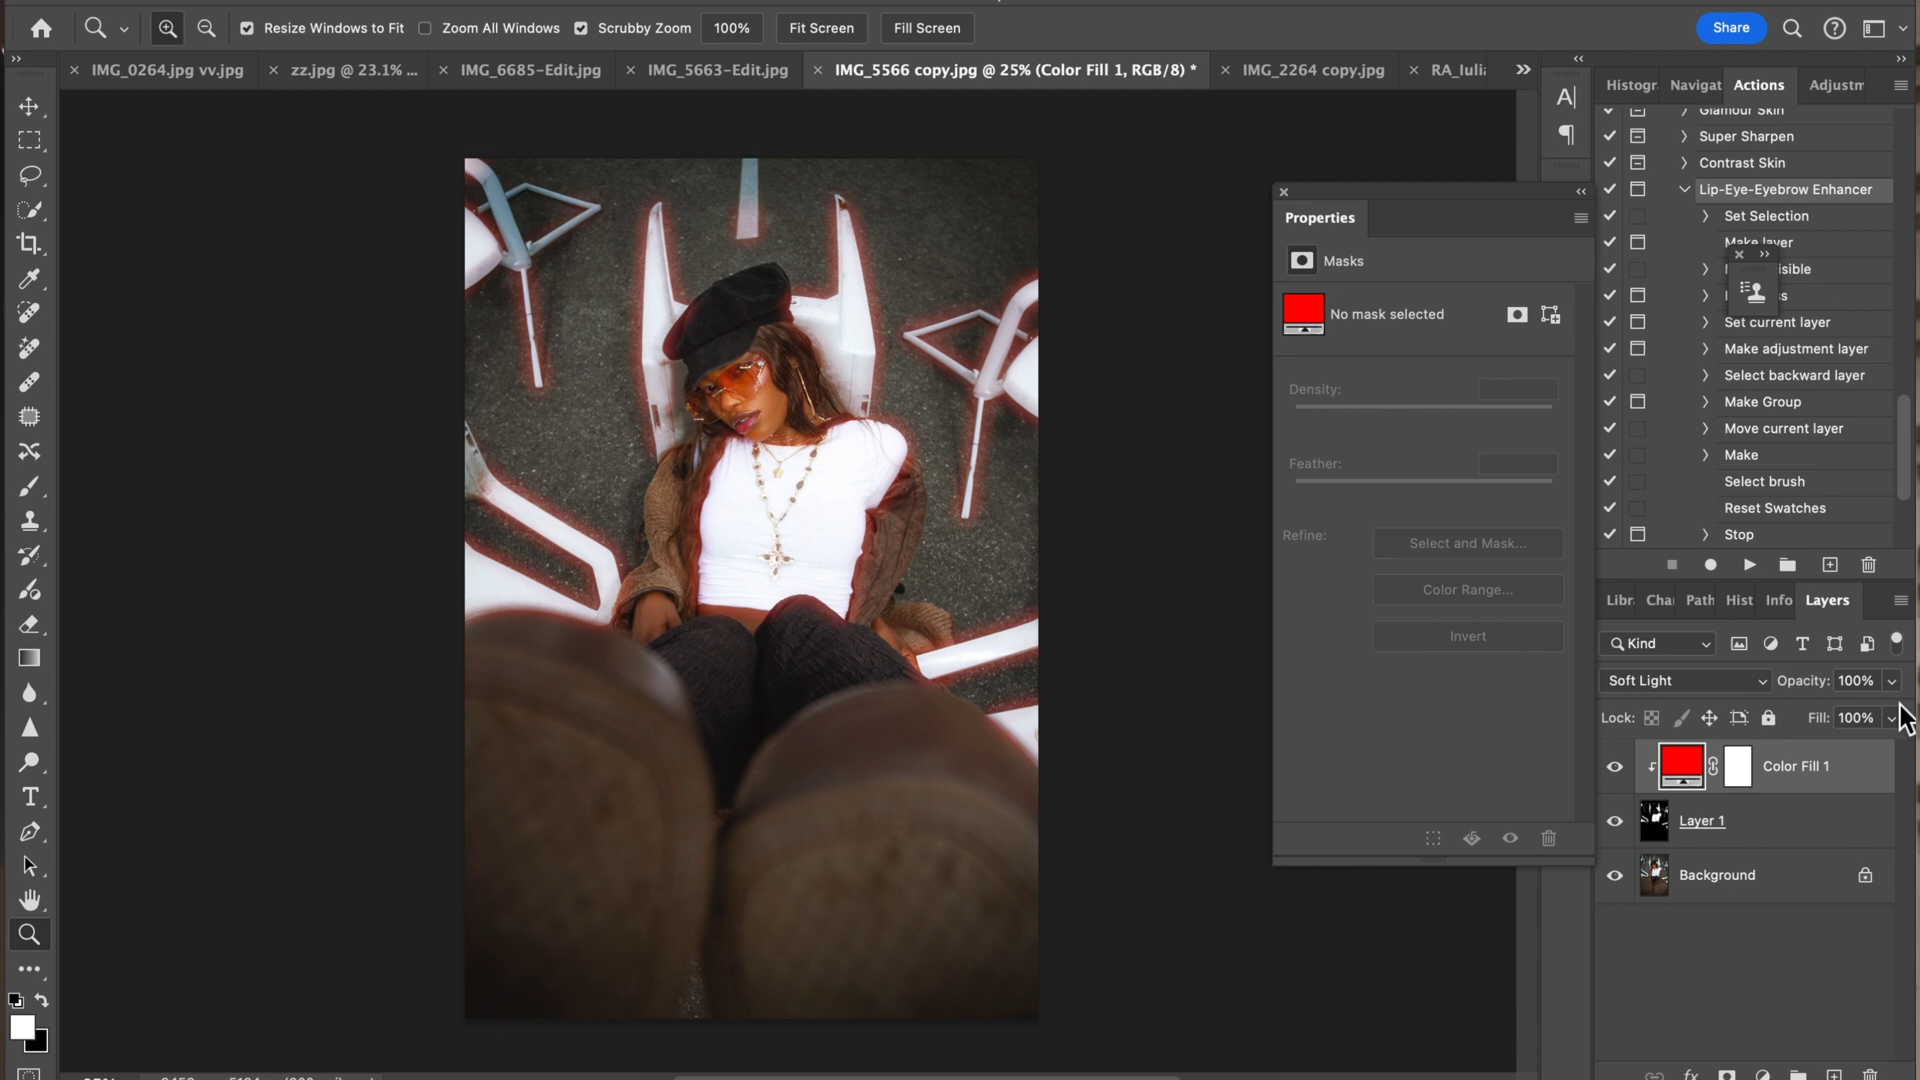 Resize Windows to Fit Zoom All Windows Scrubby Zoom 100% Fit Screen Fill Screen Share
IMG_0264.jpg vv.jpg zz.jpg @ 23.1% ... IMG_6685-Edit.jpg IMG_5663-Edit.jpg IMG_5566 copy.jpg @ 25% (Color Fill 1, RGB/8) * IMG_2264 copy.jpg RA_Iulia
Histogr Navigat Actions Adjustm
Glamour Skin
Super Sharpen
Contrast Skin
Lip-Eye-Eyebrow Enhancer
Set Selection
Make layer
Set current layer
Make adjustment layer
Select backward layer
Make Group
Move current layer
Make
Select brush
Reset Swatches
Stop
Properties
Masks
No mask selected
Density:
Feather:
Refine:
Select and Mask...
Color Range...
Invert
Libr Cha Path Hist Info Layers
Kind
Soft Light Opacity: 100%
Lock: Fill: 100%
Color Fill 1
Layer 1
Background